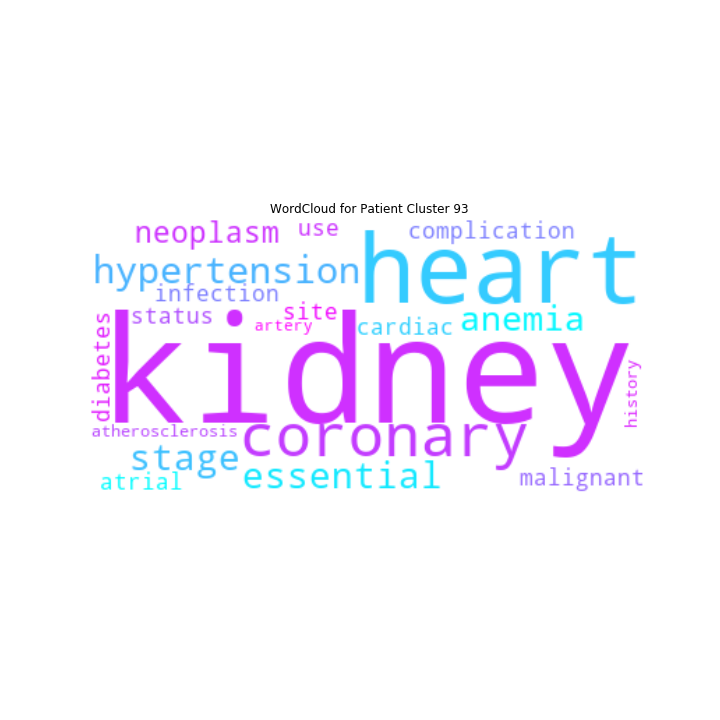 WordCloud for Patient Cluster 93
neoplasm
use
complication
heart
hypertension
infection
status
site
artery
cardiac
anemia
diabetes
kidney
history
atherosclerosis
coronary
stage
essential
atrial
malignant